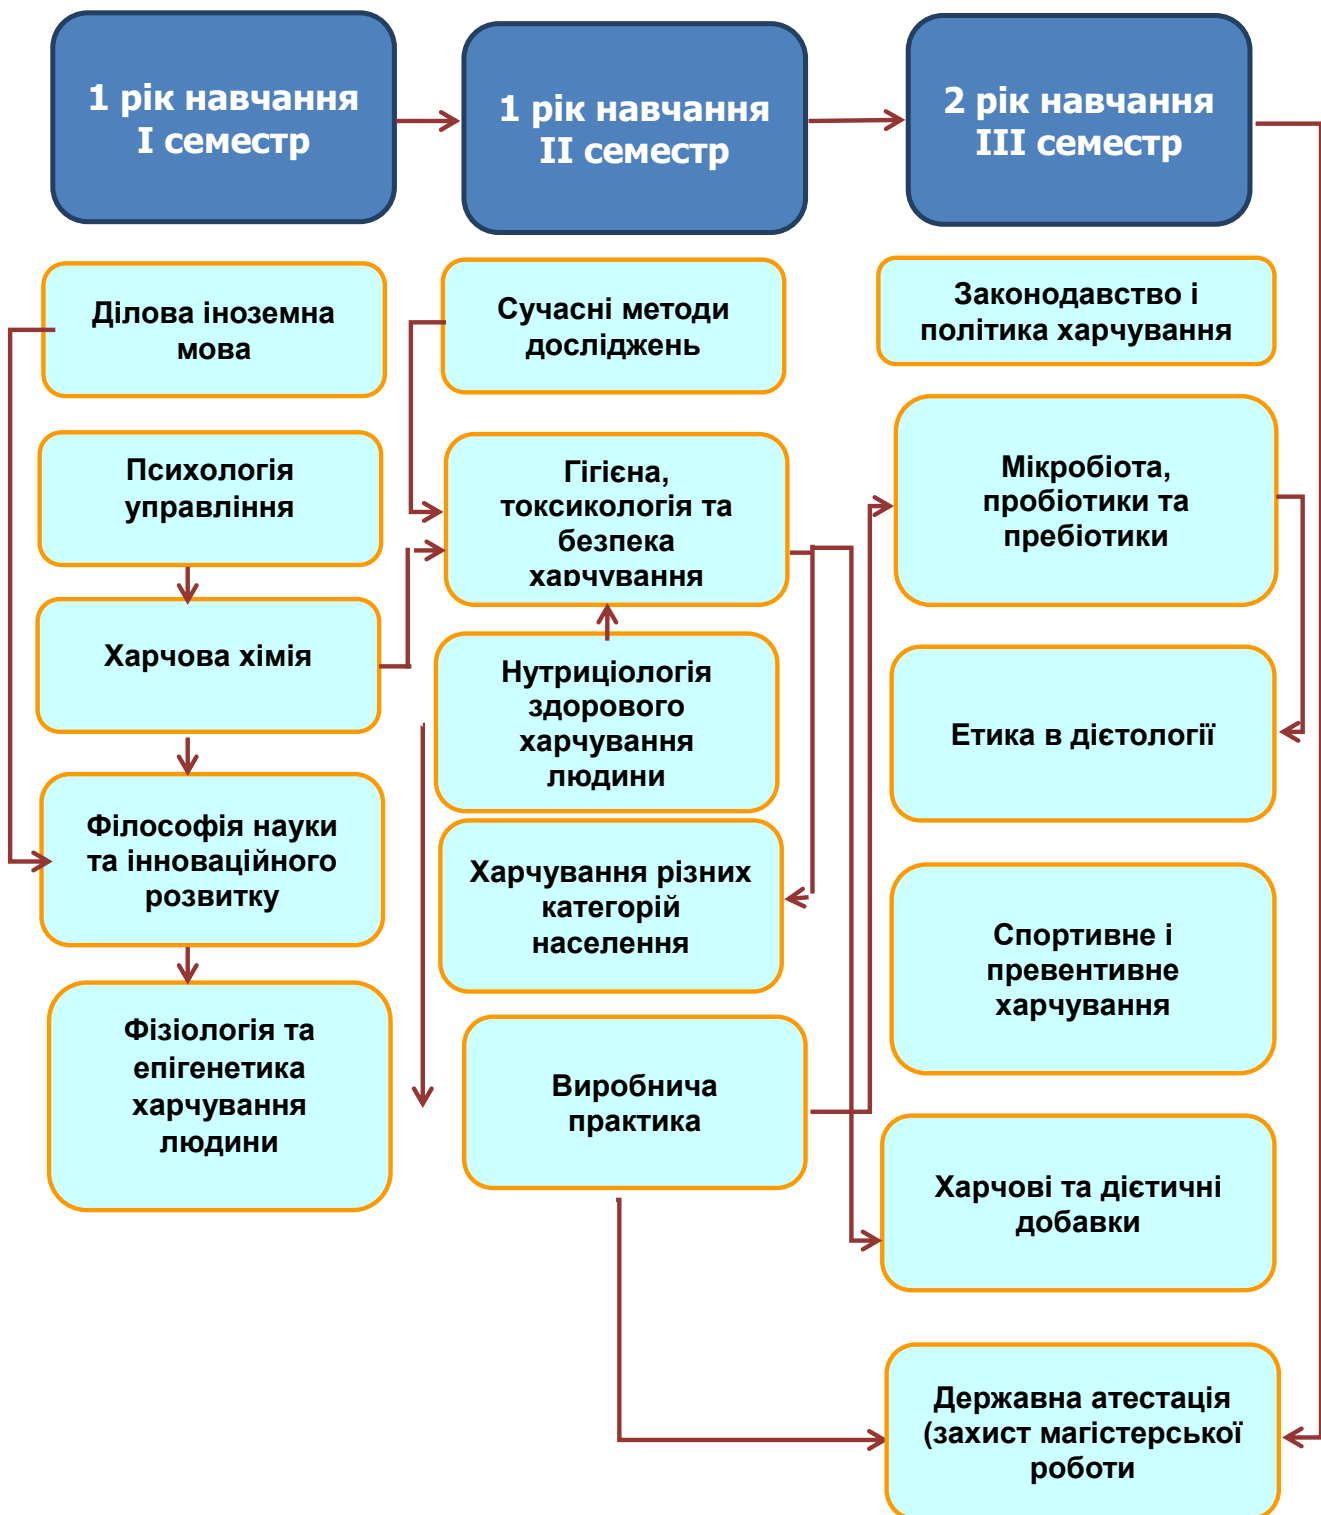 1 рік навчання
I семестр
1 рік навчання
II семестр
2 рік навчання
III семестр
Ділова іноземна
мова
Психологія
управління
Харчова хімія
Філософія науки
та інноваційного
розвитку
Фізіологія та
епігенетика
харчування
людини
Сучасні методи
досліджень
Гігієна,
токсикологія та
безпека
харчування
Нутриціологія
здорового
харчування
людини
Харчування різних
категорій
населення
Виробнича
практика
Законодавство і
політика харчування
Мікробіота,
пробіотики та
пребіотики
Етика в дієтології
Спортивне і
превентивне
харчування
Харчові та дієтичні
добавки
Державна атестація
(захист магістерської
роботи